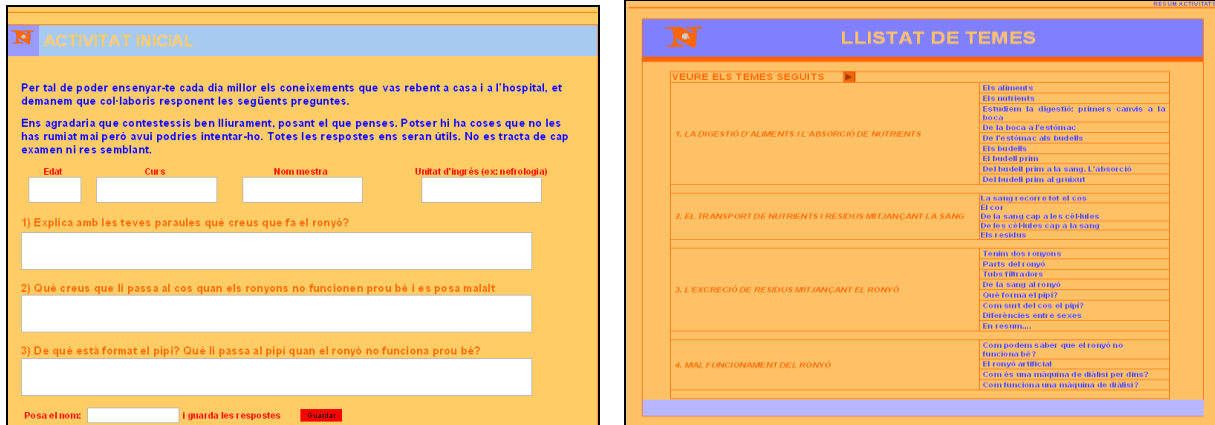 ACTIVITAT INICIAL
Per tal de poder ensenyar-te cada dia millor els coneixements que vas rebent a casa i a l'hospital, et
demanem que col·laboris responent les següents preguntes.
Ens agradaria que contestessis ben lliurament, posant el que penses. Potser hi ha coses que no les
has rumiat mai però avui podries intentar-ho. Totes les respostes ens seran útils. No es tracta de cap
examen ni res semblant.
Edat Curs Nom mestra Unitat d'ingrés (ex: nefrologia)
1) Explica amb les teves paraules què creus que fa el ronyó?
2) Què creus que li passa al cos quan els ronyons no funcionen prou bé i es posa malalt
3) De què està format el pipi? Què li passa al pipí quan el ronyó no funciona prou bé?
Posa el nom: i guarda les respostes Guardar
RESUM ACTIVITATS
LLISTAT DE TEMES
VEURE ELS TEMES SEGUITS
1. LA DIGESTIÓ D'ALIMENTS I L'ABSORCIÓ DE NUTRIENTS
Els aliments
Els nutrients
Estudiem la digestió: primers canvis a la
boca
De la boca a l'estómac
De l'estómac als budells
Els budells
El budell prim
Del budell prim a la sang. L'absorció
Del budell prim al gruixut
2. EL TRANSPORT DE NUTRIENTS I RESIDUS MITJANÇANT LA SANG
La sang recorre tot el cos
El cor
De la sang cap a les cèl·lules
De les cèl·lules cap a la sang
Els residus
3. L'EXCRECIÓ DE RESIDUS MITJANÇANT EL RONYÓ
Tenim dos ronyons
Parts del ronyó
Tubs filtradors
De la sang al ronyó
Què forma el pipí?
Com surt del cos el pipí?
Diferències entre sexes
En resum....
4. MAL FUNCIONAMENT DEL RONYÓ
Com podem saber que el ronyó no
funciona bé?
El ronyó artificial
Com és una màquina de diàlisi per dins?
Com funciona una màquina de diàlisi?